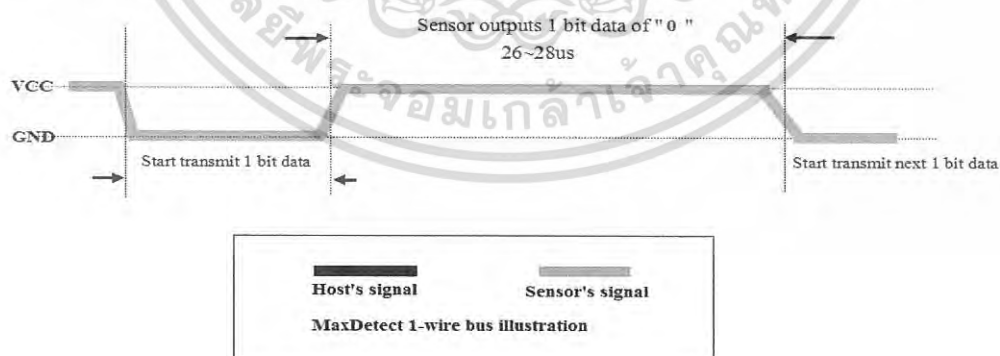 Sensor outputs 1 bit data of " 0 "
26~28us
VCC
GND
Start transmit 1 bit data
Start transmit next 1 bit data
Host's signal
Sensor's signal
MaxDetect 1-wire bus illustration